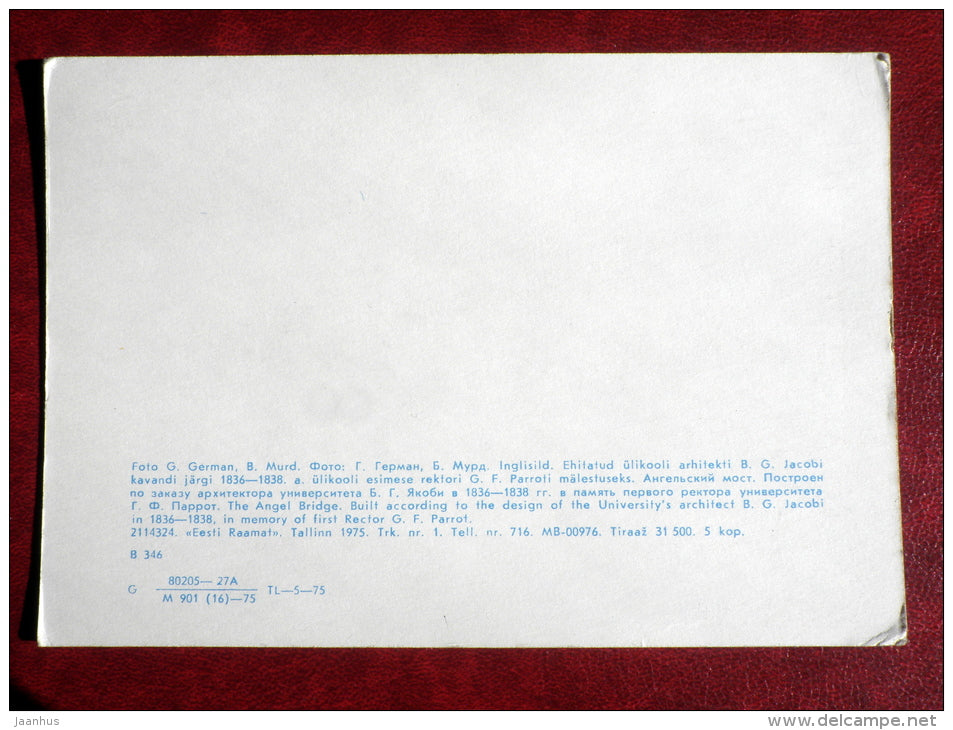 Foto G. German, B. Murd. Фото: Г. Герман, Б. Мурд. Inglisild. Ehitatud ülikooli arhitekti B. G. Jacobi
kavandi järgi 1836—1838. a. ülikooli esimese rektori G. F. Parroti mälestuseks. Ангельский мост. Построен
по заказу архитектора университета Б. Г. Якоби в 1836—1838 гг. в память первого ректора университета
Г. Ф. Паррот. The Angel Bridge. Built according to the design of the University's architect B. G. Jacobi
in 1836—1838, in memory of first Rector G. F. Parrot.
2114324. «Eesti Raamat». Tallinn 1975. Trk. nr. 1. Tell. nr. 716. MB-00976. Tiraaž 31 500. 5 kop.
B 346
80205—27A
G TL—5—75
M 901 (16)—75
Jaanhus
www.delcampe.net